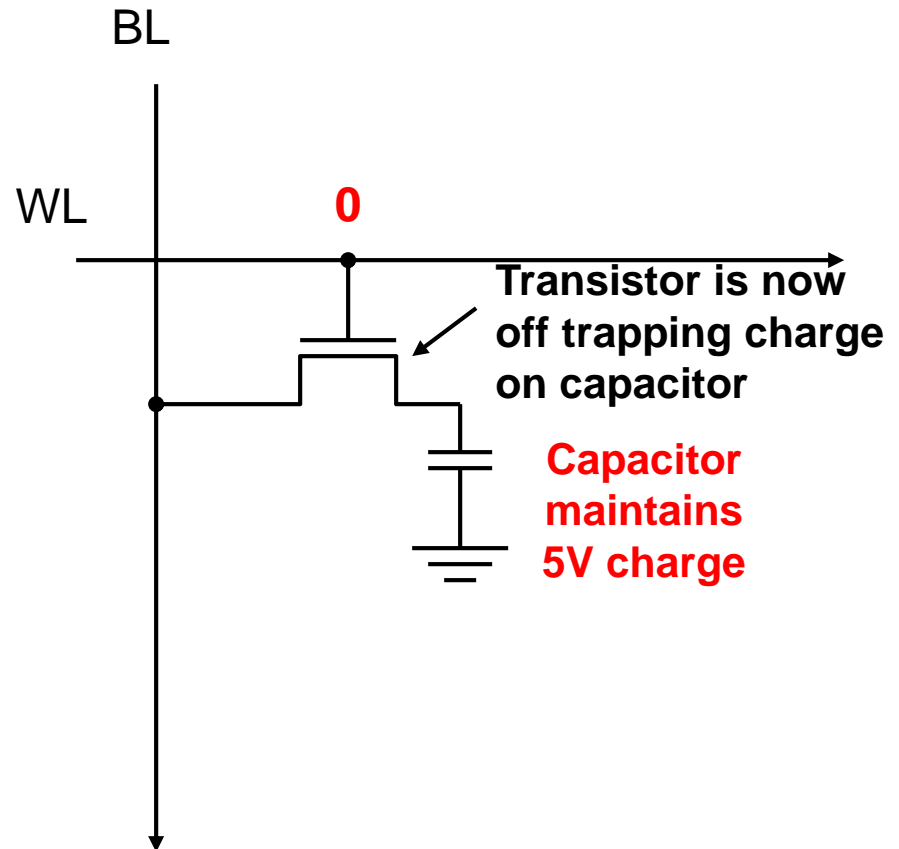 BL
WL
0
Transistor is now
off trapping charge
on capacitor
Capacitor
maintains
5V charge